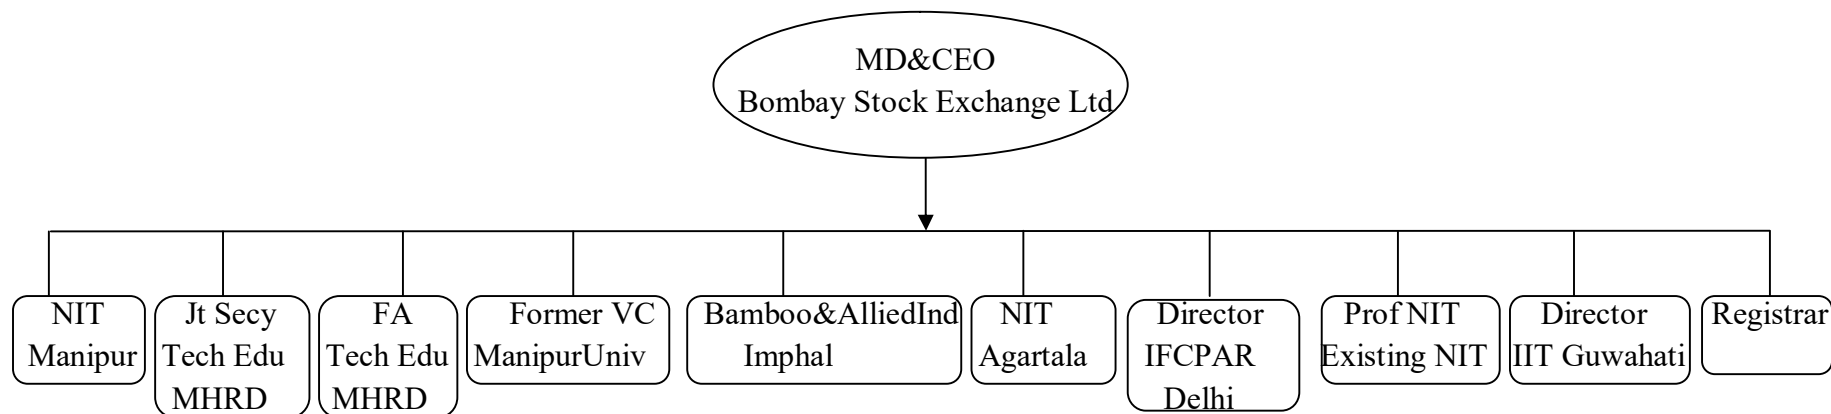 MD&CEO
Bombay Stock Exchange Ltd
NIT
Manipur
Jt Secy
Tech Edu
MHRD
FA
Tech Edu
MHRD
Former VC
ManipurUniv
Bamboo&AlliedInd
Imphal
NIT
Agartala
Director
IFCPAR
Delhi
Prof NIT
Existing NIT
Director
IIT Guwahati
Registrar